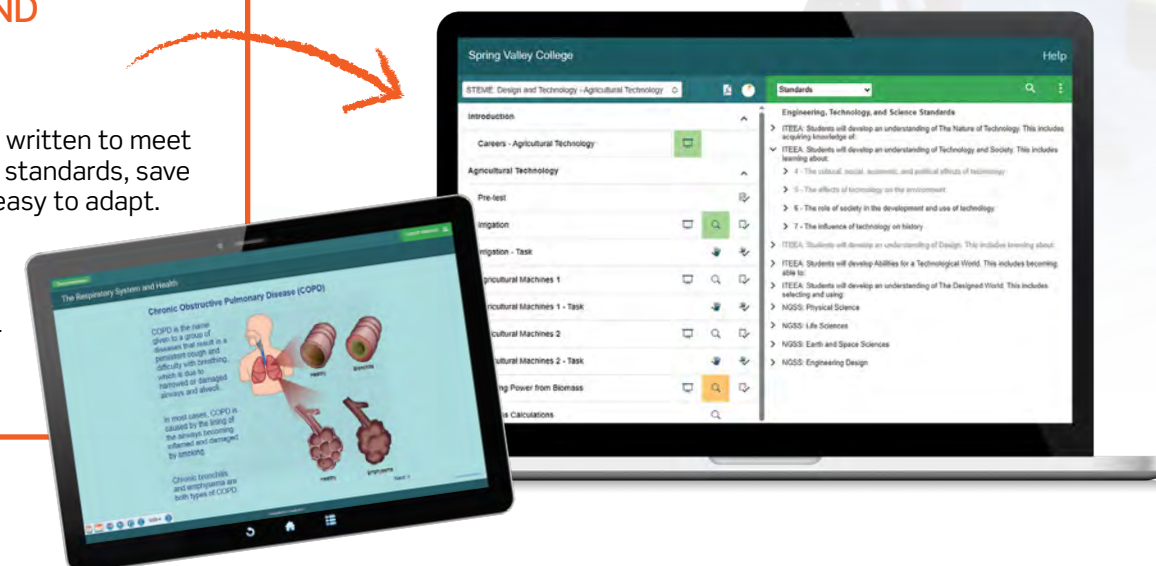 ND
written to meet
standards, save
easy to adapt.
Spring Valley College
Help
STEME: Design and Technology - Agricultural Technology
Introduction
Careers - Agricultural Technology
Agricultural Technology
Pre-test
Irrigation
Irrigation - Task
gricultural Machines 1
ricultural Machines 1 - Task
cultural Machines 2
ultural Machines 2 - Task
ng Power from Biomass
s Calculations
Standards
Engineering, Technology, and Science Standards
ITEEA: Students will develop an understanding of The Nature of Technology. This includes
acquiring knowledge of:
ITEEA: Students will develop an understanding of Technology and Society. This includes
learning about:
4 - The cultural, social, economic, and political effects of technology
5 - The effects of technology on the environment
6 - The role of society in the development and use of technology
7 - The influence of technology on history
ITEEA: Students will develop an understanding of Design. This includes knowing about:
ITEEA: Students will develop Abilities for a Technological World. This includes becoming
able to:
ITEEA: Students will develop an understanding of The Designed World. This includes
selecting and using:
NGSS: Physical Science
NGSS: Life Sciences
NGSS: Earth and Space Sciences
NGSS: Engineering Design
The Respiratory System and Health
Chronic Obstructive Pulmonary Disease (COPD)
COPD is the name
given to a group of
diseases that result in a
persistent cough and
difficulty with breathing,
which is due to
narrowed or damaged
airways and alveoli.
In most cases, COPD is
caused by the lining of
the airways becoming
inflamed and damaged
by smoking.
Chronic bronchitis
and emphysema are
both types of COPD.
Healthy
Bronchitis
Healthy
Emphysema